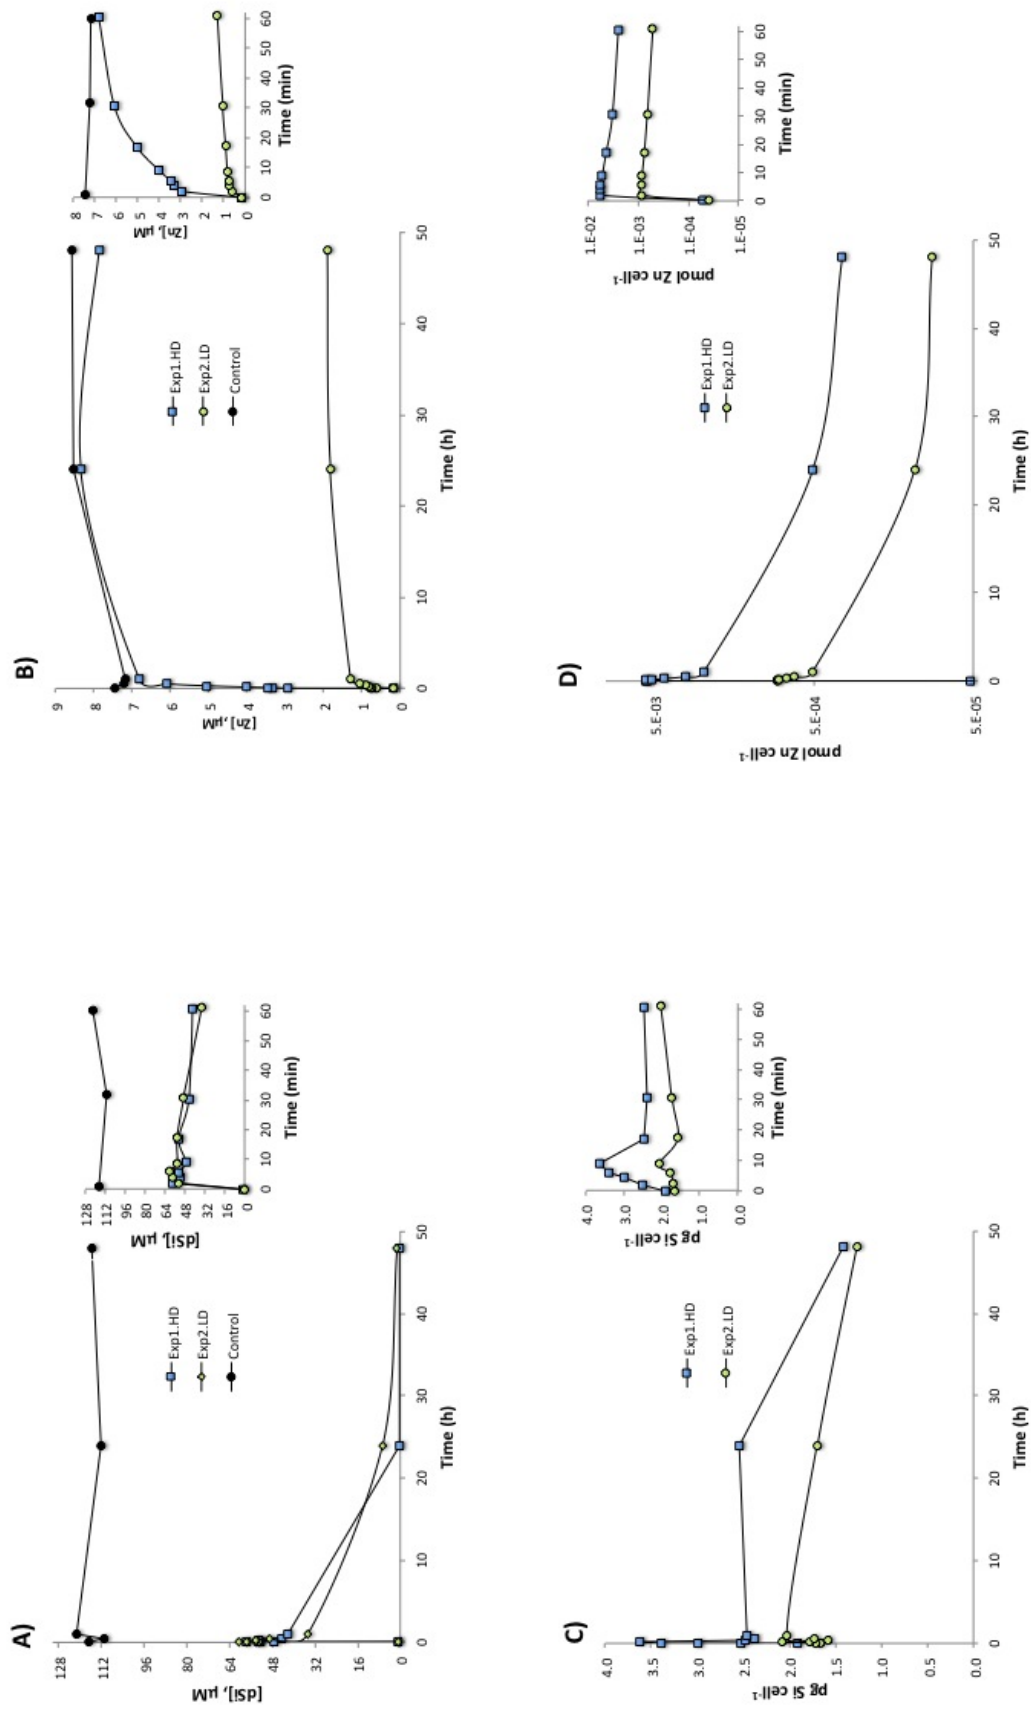 A)
[dSi], µM
128
112
96
80
64
48
32
16
0
0
10
20
30
40
50
Time (h)
Exp1.HD
Exp2.LD
Control
[dSi], µM
128
112
96
80
64
48
32
16
0
0
10
20
30
40
50
60
Time (min)
B)
[Zn], µM
9
8
7
6
5
4
3
2
1
0
0
10
20
30
40
50
Time (h)
Exp1.HD
Exp2.LD
Control
[Zn], µM
8
7
6
5
4
3
2
1
0
0
10
20
30
40
50
60
Time (min)
C)
pg Si cell-1
4.0
3.5
3.0
2.5
2.0
1.5
1.0
0.5
0.0
0
10
20
30
40
50
Time (h)
Exp1.HD
Exp2.LD
pg Si cell-1
4.0
3.0
2.0
1.0
0.0
0
10
20
30
40
50
60
Time (min)
D)
pmol Zn cell-1
5.E-03
5.E-04
5.E-05
0
10
20
30
40
50
Time (h)
Exp1.HD
Exp2.LD
pmol Zn cell-1
1.E-02
1.E-03
1.E-04
1.E-05
0
10
20
30
40
50
60
Time (min)